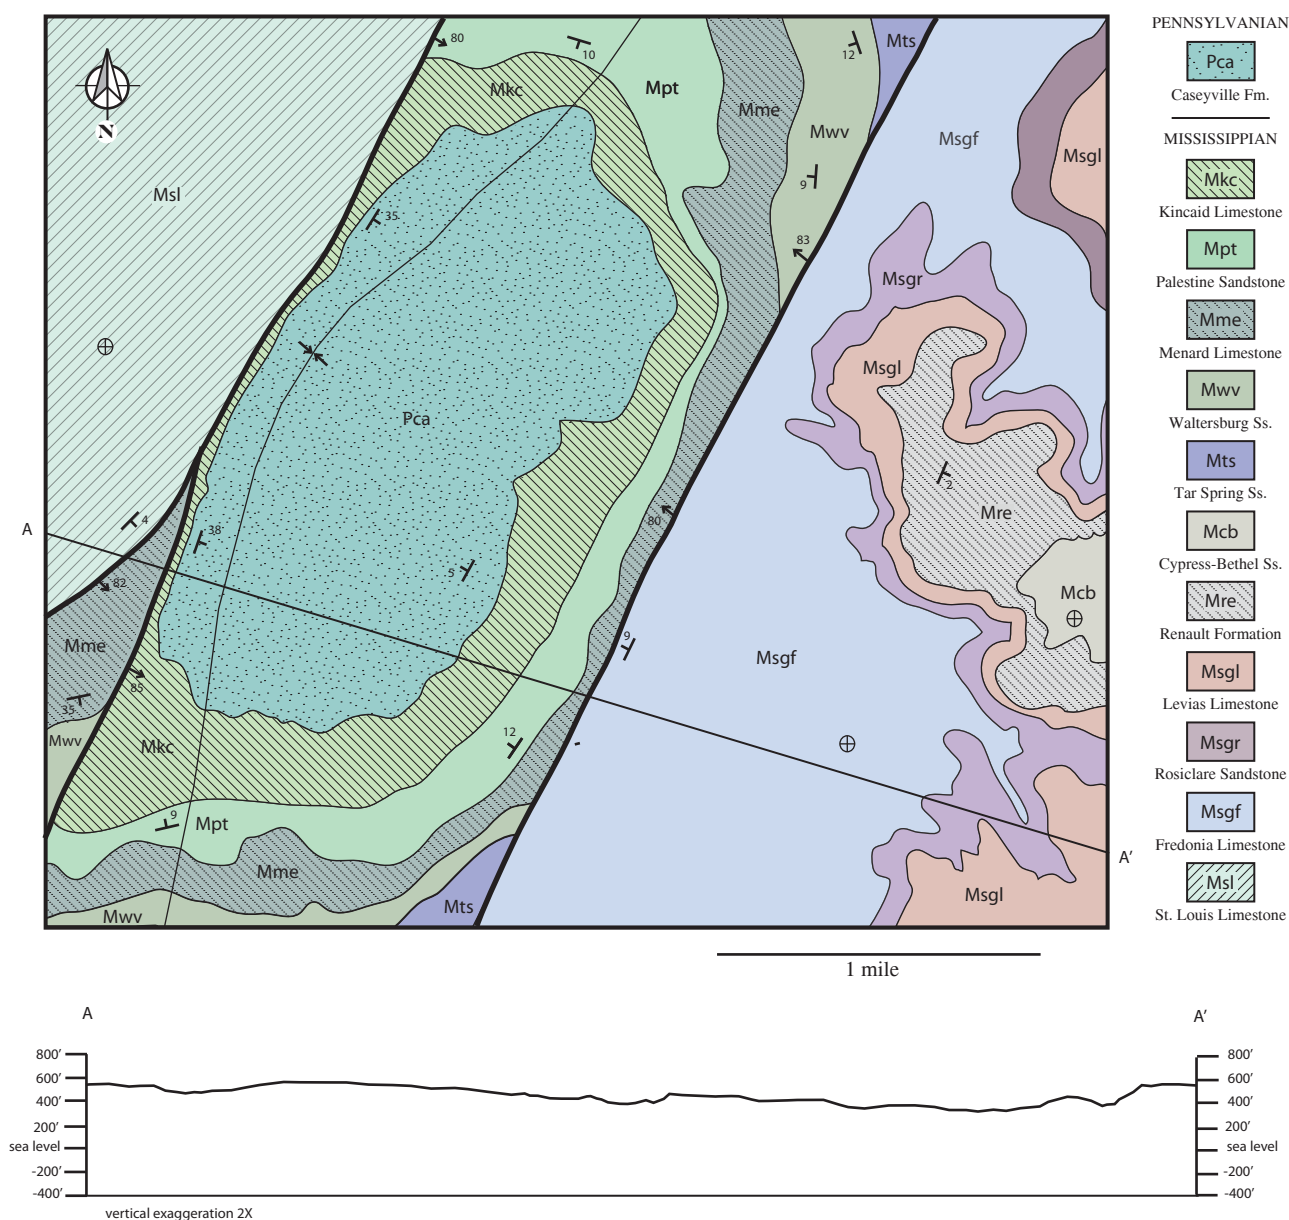 PENNSYLVANIAN
Pca
Caseyville Fm.
MISSISSIPPIAN
Mkc
Kincaid Limestone
Mpt
Palestine Sandstone
Mme
Menard Limestone
Mwv
Waltersburg Ss.
Mts
Tar Spring Ss.
Mcb
Cypress-Bethel Ss.
Mre
Renault Formation
Msgl
Levias Limestone
Msgr
Rosiclare Sandstone
Msgf
Fredonia Limestone
Msl
St. Louis Limestone
N
80
10
12
Mts
Mkc
Mpt
Mme
Mwv
Msgf
Msgl
Msl
9
35
83
Msgr
Msgl
Pca
2
Mre
A
4
38
80
5
82
Mcb
Mme
9
Msgf
85
35
Mwv
Mkc
12
9
Mpt
A'
Mme
Msgl
Mts
Mwv
1 mile
A
A'
800'
600'
400'
200'
sea level
-200'
-400'
800'
600'
400'
200'
sea level
-200'
-400'
vertical exaggeration 2X